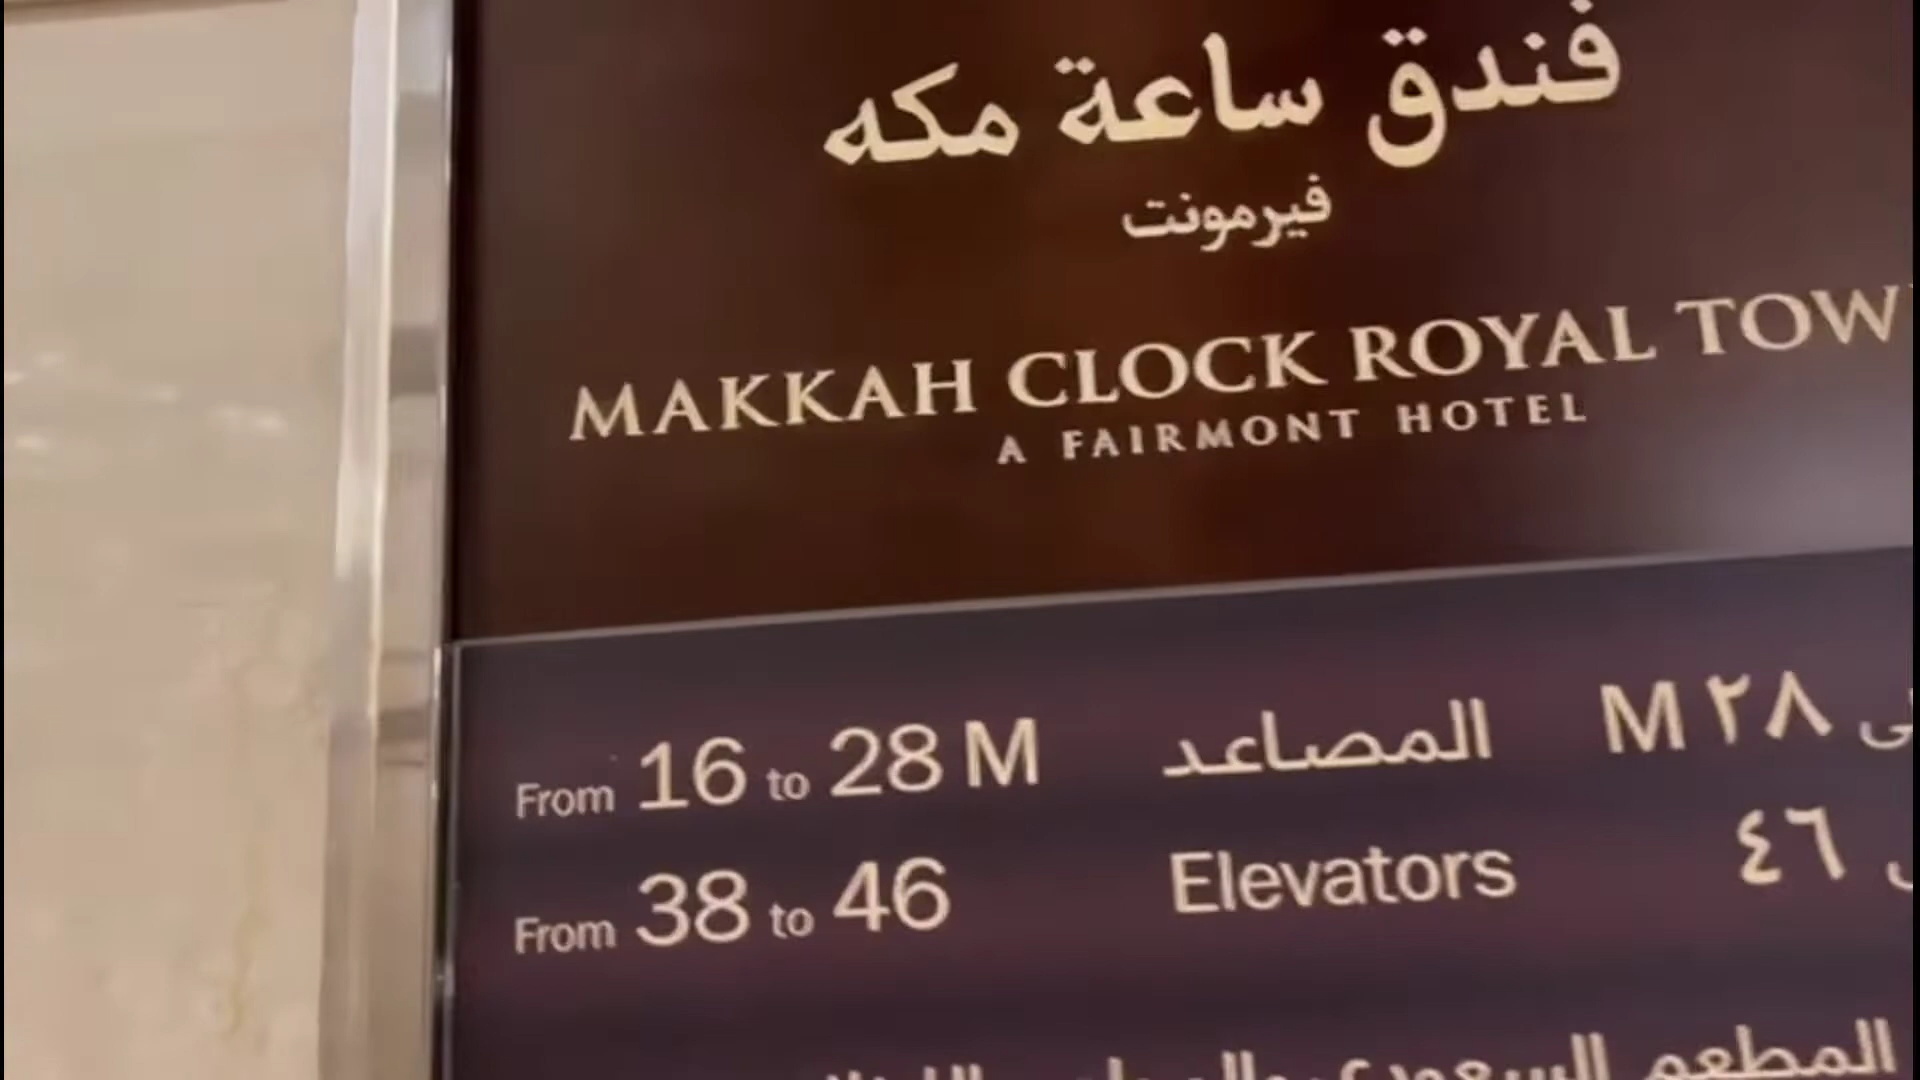 فندق ساعة مكه
فيرمونت
MAKKAH CLOCK ROYAL TOW
A FAIRMONT HOTEL
From 16 to 28 M المصاعد M ٢٨
From 38 to 46 Elevators ٤٦
المطعم السعودي